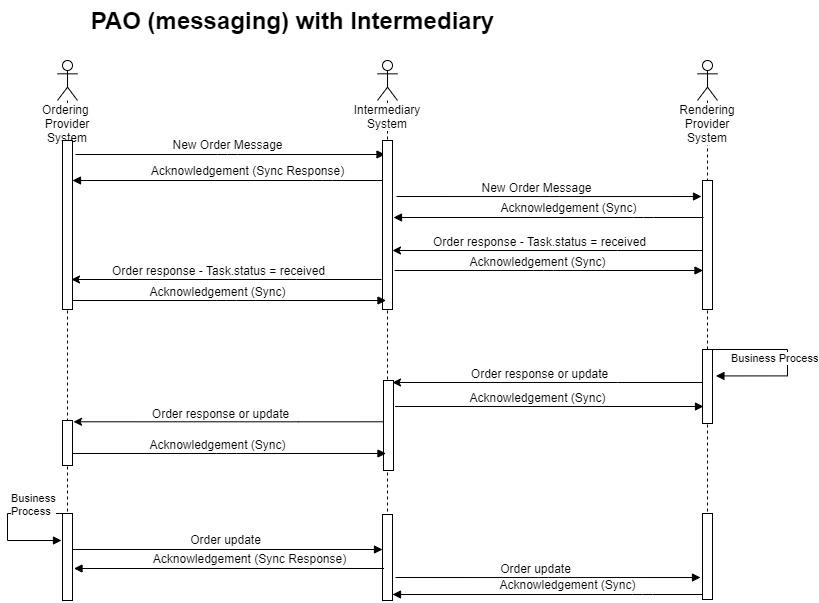 PAO (messaging) with Intermediary
Ordering
Provider
System
Intermediary
System
Rendering
Provider
System
New Order Message
Acknowledgement (Sync Response)
New Order Message
Acknowledgement (Sync)
Order response - Task.status = received
Acknowledgement (Sync)
Order response - Task.status = received
Acknowledgement (Sync)
Business Process
Order response or update
Acknowledgement (Sync)
Order response or update
Acknowledgement (Sync)
Business
Process
Order update
Acknowledgement (Sync Response)
Order update
Acknowledgement (Sync)